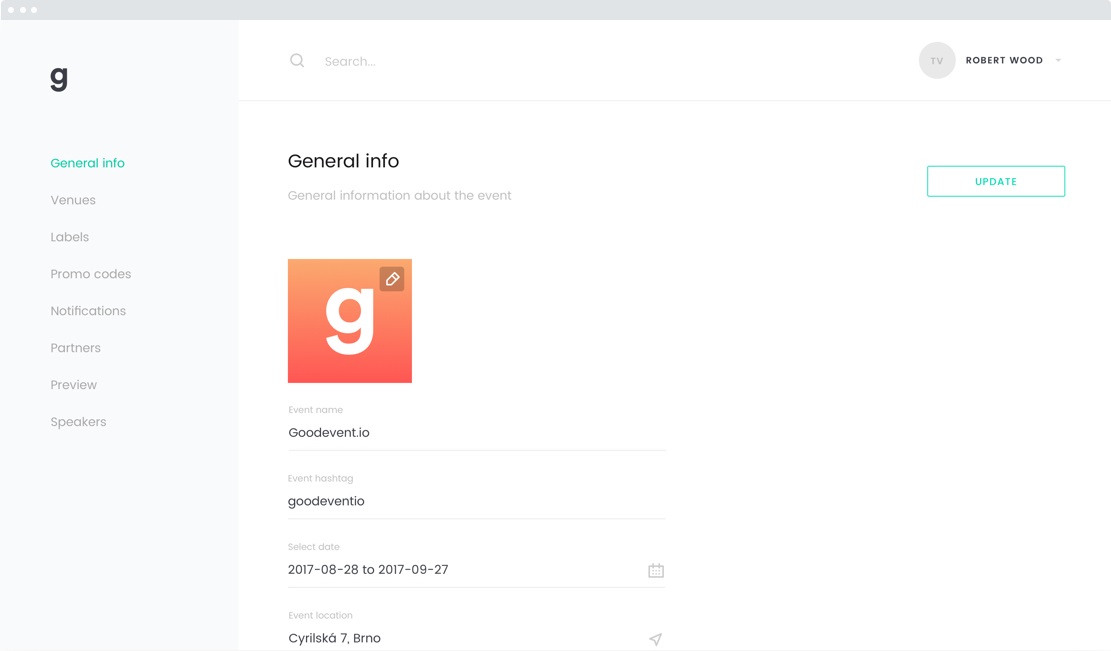 g
Search...
TV
ROBERT WOOD
General info
Venues
Labels
Promo codes
Notifications
Partners
Preview
Speakers
General info
General information about the event
UPDATE
g
Event name
Goodevent.io
Event hashtag
goodeventio
Select date
2017-08-28 to 2017-09-27
Event location
Cyrilská 7, Brno